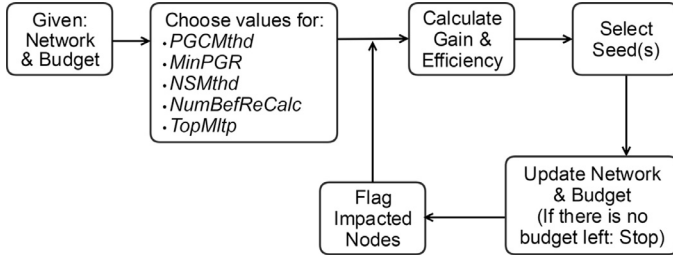 Given:
Network
& Budget
Choose values for:
• PGCMthd
• MinPGR
• NSMthd
• NumBefReCalc
• TopMltp
Calculate
Gain &
Efficiency
Select
Seed(s)
Update Network
& Budget
(If there is no
budget left: Stop)
Flag
Impacted
Nodes